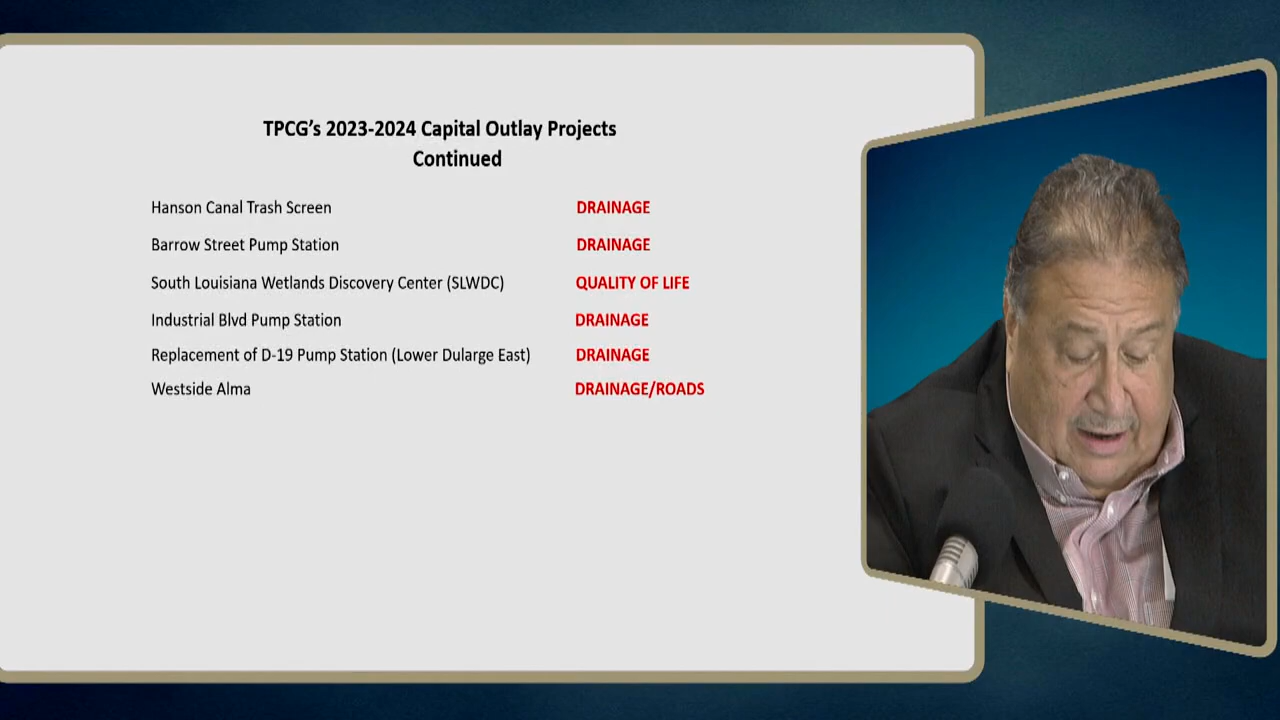 TPCG's 2023-2024 Capital Outlay Projects
Continued
Hanson Canal Trash Screen DRAINAGE
Barrow Street Pump Station DRAINAGE
South Louisiana Wetlands Discovery Center (SLWDC) QUALITY OF LIFE
Industrial Blvd Pump Station DRAINAGE
Replacement of D-19 Pump Station (Lower Dularge East) DRAINAGE
Westside Alma DRAINAGE/ROADS